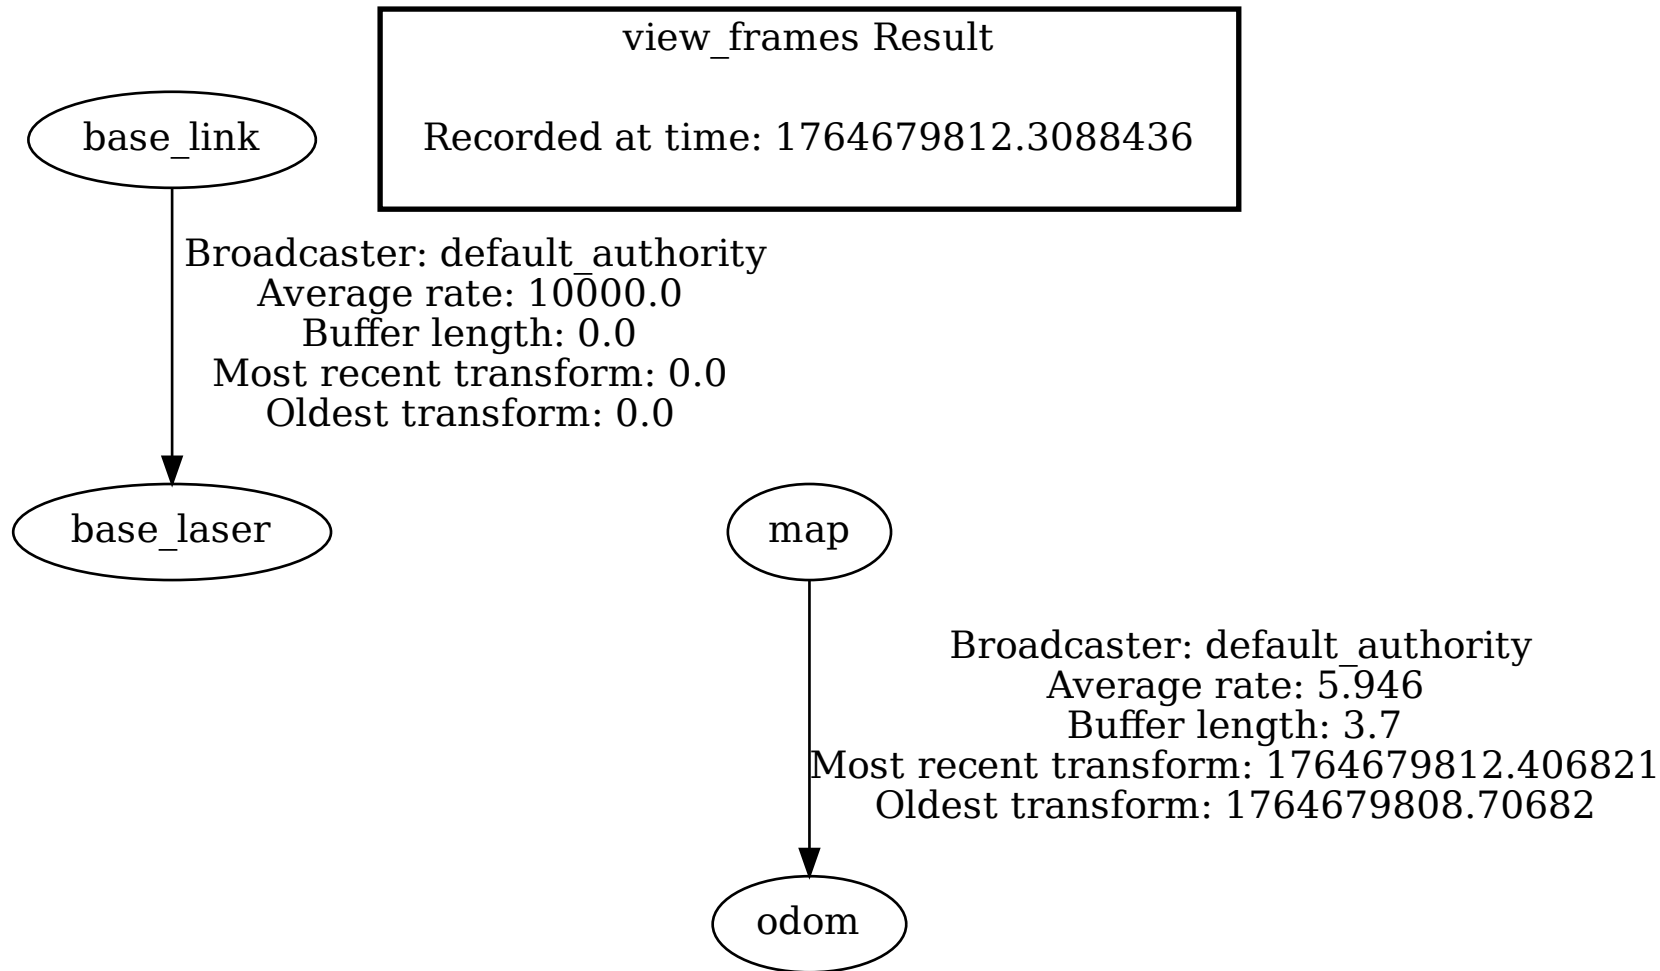 view_frames Result
Recorded at time: 1764679812.3088436
base_link
Broadcaster: default_authority
Average rate: 10000.0
Buffer length: 0.0
Most recent transform: 0.0
Oldest transform: 0.0
base_laser
map
Broadcaster: default_authority
Average rate: 5.946
Buffer length: 3.7
Most recent transform: 1764679812.406821
Oldest transform: 1764679808.70682
odom